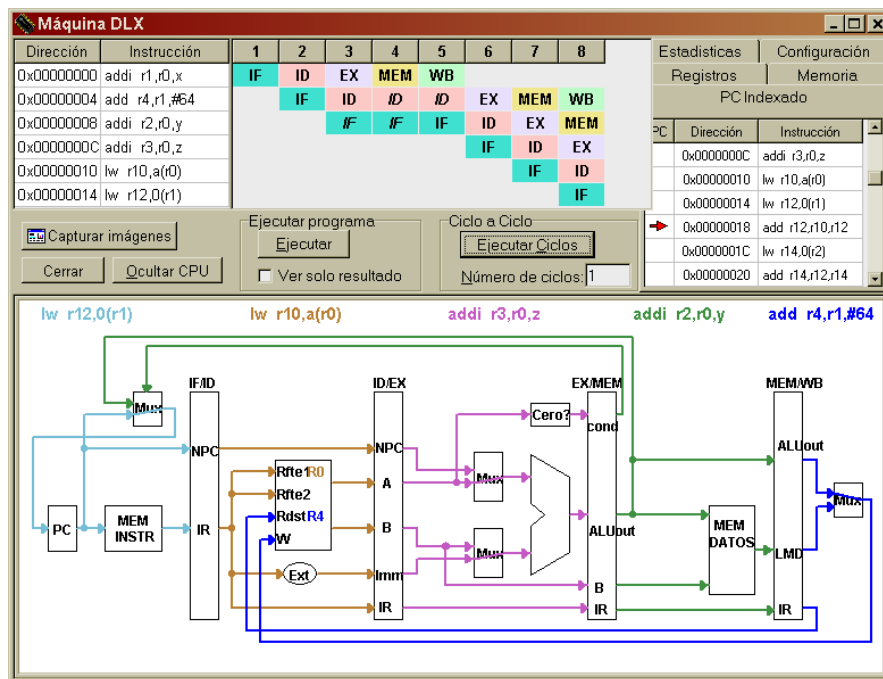 Máquina DLX
Dirección Instrucción 1 2 3 4 5 6 7 8
0x00000000 addi r1,r0,x IF ID EX MEM WB
0x00000004 add r4,r1,#64 IF ID ID ID EX MEM WB
0x00000008 addi r2,r0,y IF IF IF ID EX MEM
0x0000000C addi r3,r0,z IF ID EX
0x00000010 lw r10,a(r0) IF ID
0x00000014 lw r12,0(r1) IF
Estadisticas Configuración
Registros Memoria
PC Indexado
PC Dirección Instrucción
0x0000000C addi r3,r0,z
0x00000010 lw r10,a(r0)
0x00000014 lw r12,0(r1)
0x00000018 add r12,r10,r12
0x0000001C lw r14,0(r2)
0x00000020 add r14,r12,r14
Capturar imágenes
Cerrar Ocultar CPU
Ejecutar programa
Ejecutar
Ver solo resultado
Ciclo a Ciclo
Ejecutar Ciclos
Número de ciclos: 1
lw r12,0(r1) lw r10,a(r0) addi r3,r0,z addi r2,r0,y add r4,r1,#64
IF/ID ID/EX EX/MEM MEM/WB
Mux Cero? cond
NPC NPC ALUout
Rfte1 R0 A Mux
Rfte2
Rdst R4 B Mux
W
PC MEM INSTR IR ALUout MEM DATOS Mux
Ext Imm LMD
B
IR IR IR